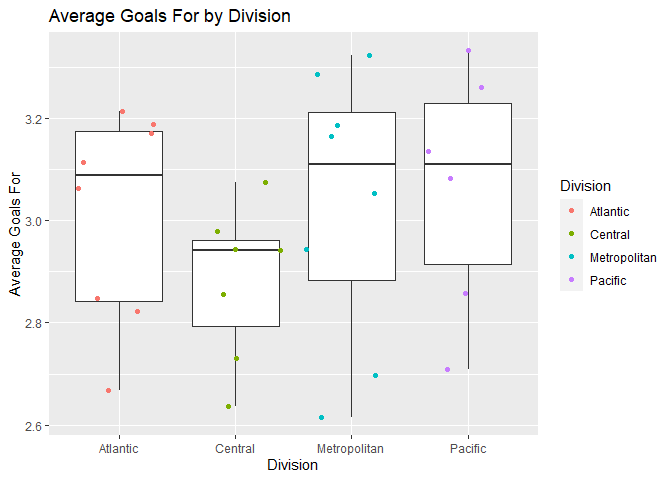 Average Goals For by Division
Average Goals For
3.2
3.0
2.8
2.6
Atlantic
Central
Metropolitan
Pacific
Division
Division
Atlantic
Central
Metropolitan
Pacific